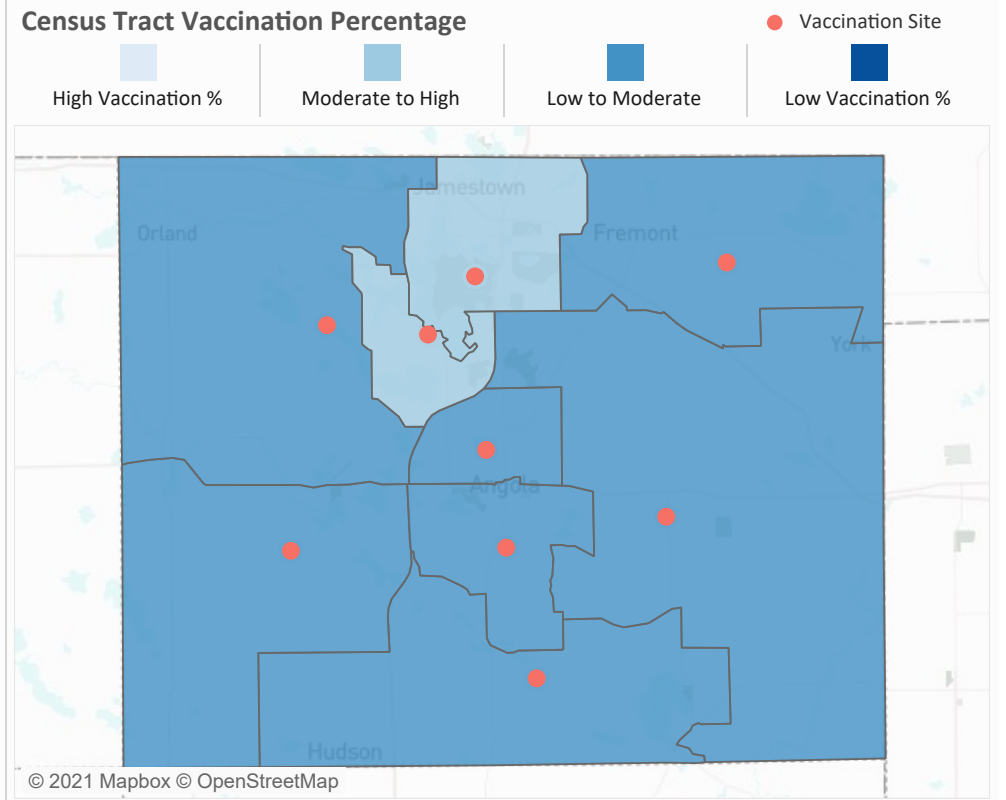 Census Tract Vaccination Percentage
Vaccination Site
High Vaccination %
Moderate to High
Low to Moderate
Low Vaccination %
Jamestown
Orland
Fremont
York
Angola
Hudson
© 2021 Mapbox © OpenStreetMap